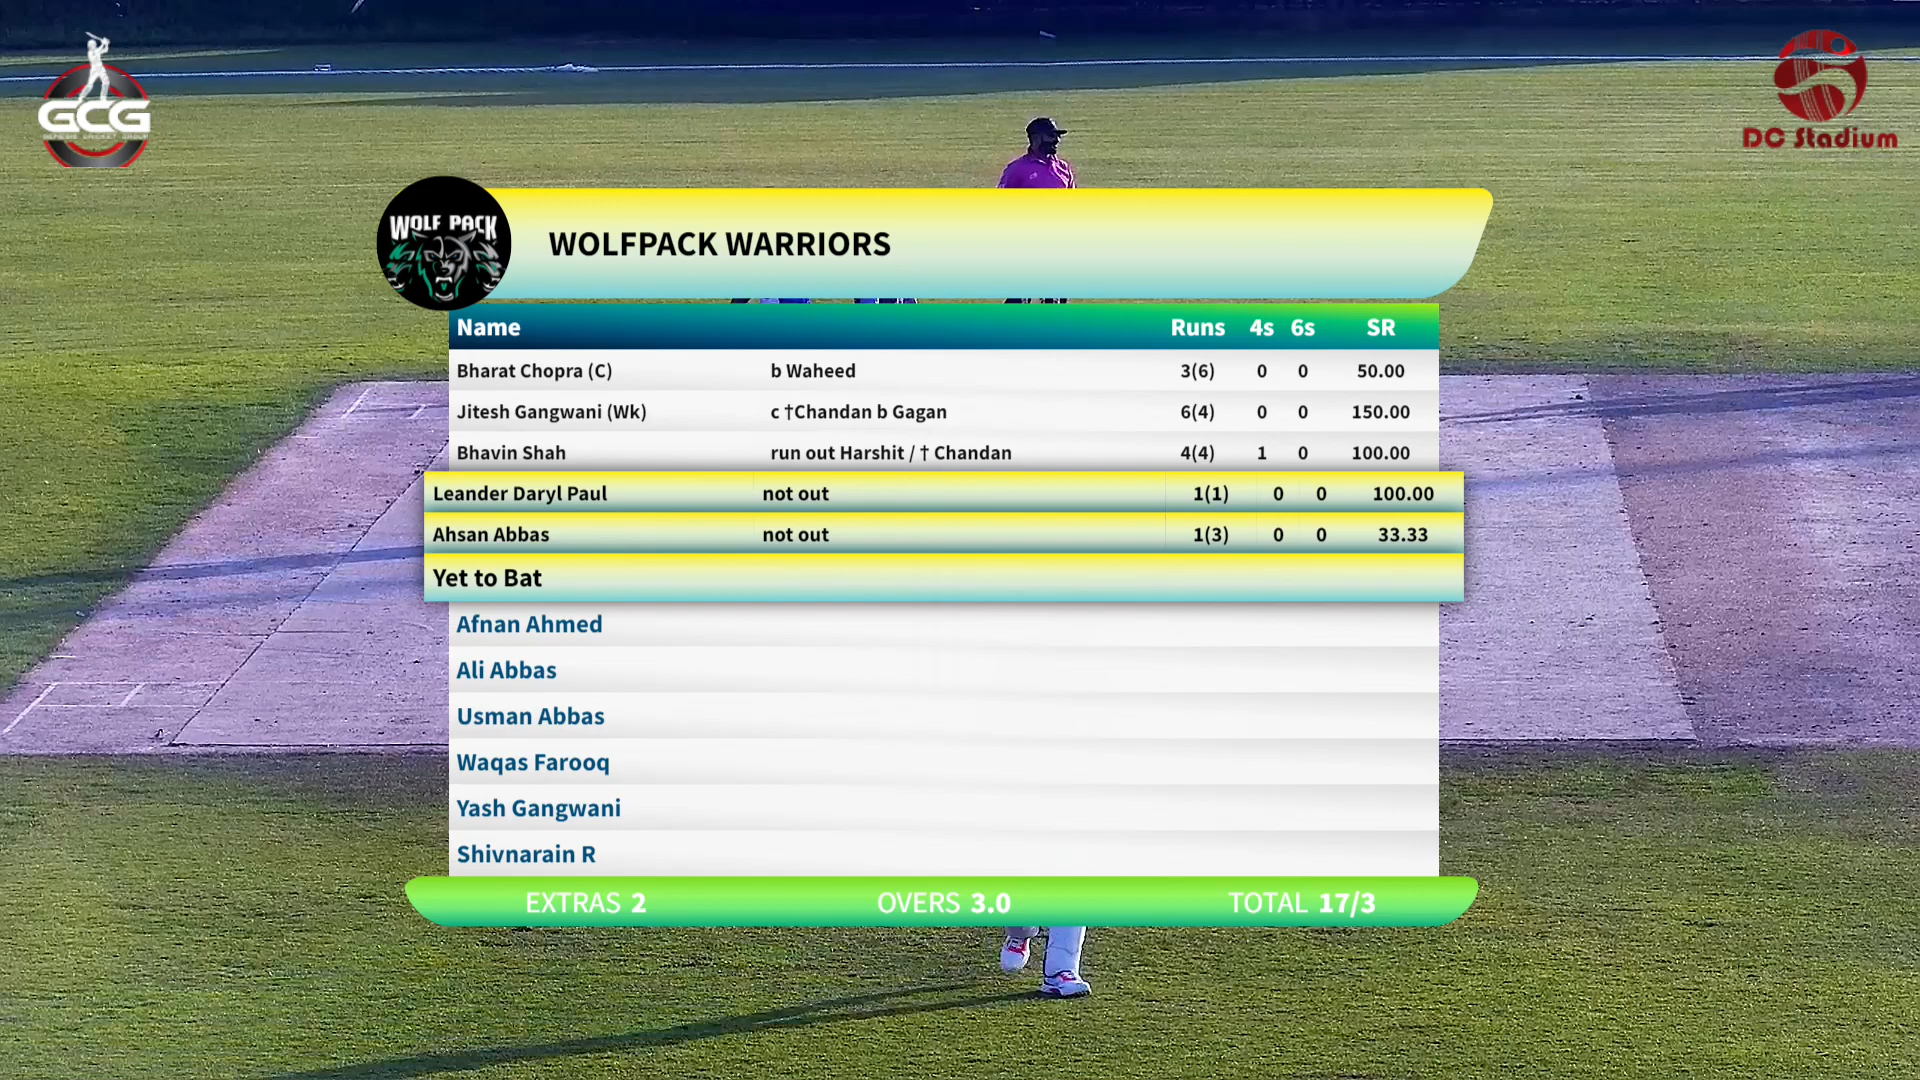 GCG
GENESIS CRICKET GROUP
DC Stadium
WOLF PACK
WOLFPACK WARRIORS
Name Runs 4s 6s SR
Bharat Chopra (C) b Waheed 3(6) 0 0 50.00
Jitesh Gangwani (Wk) c †Chandan b Gagan 6(4) 0 0 150.00
Bhavin Shah run out Harshit / † Chandan 4(4) 1 0 100.00
Leander Daryl Paul not out 1(1) 0 0 100.00
Ahsan Abbas not out 1(3) 0 0 33.33
Yet to Bat
Afnan Ahmed
Ali Abbas
Usman Abbas
Waqas Farooq
Yash Gangwani
Shivnarain R
EXTRAS 2 OVERS 3.0 TOTAL 17/3